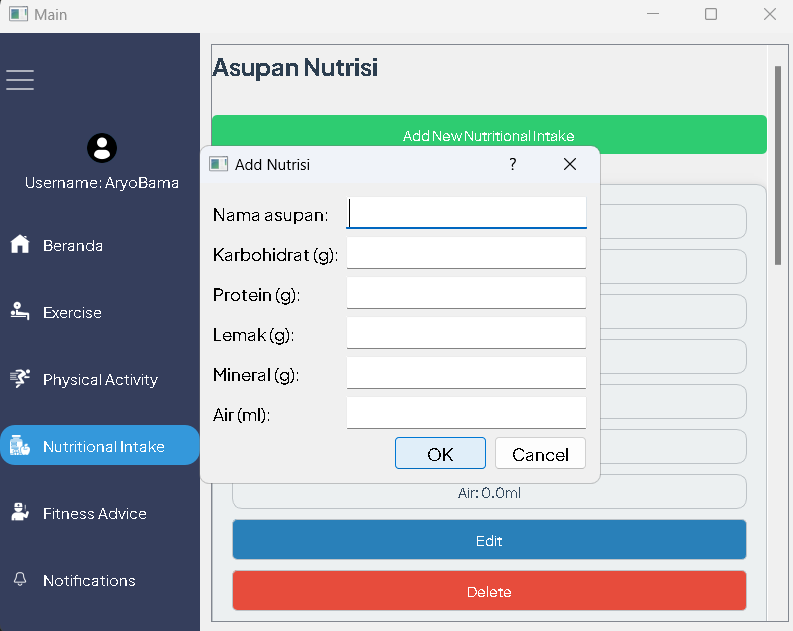 Main
Username: AryoBama
Beranda
Exercise
Physical Activity
Nutritional Intake
Fitness Advice
Notifications
Asupan Nutrisi
Add New Nutritional Intake
Add Nutrisi
?
Nama asupan:
Karbohidrat (g):
Protein (g):
Lemak (g):
Mineral (g):
Air (ml):
OK
Cancel
Air: 0.0ml
Edit
Delete